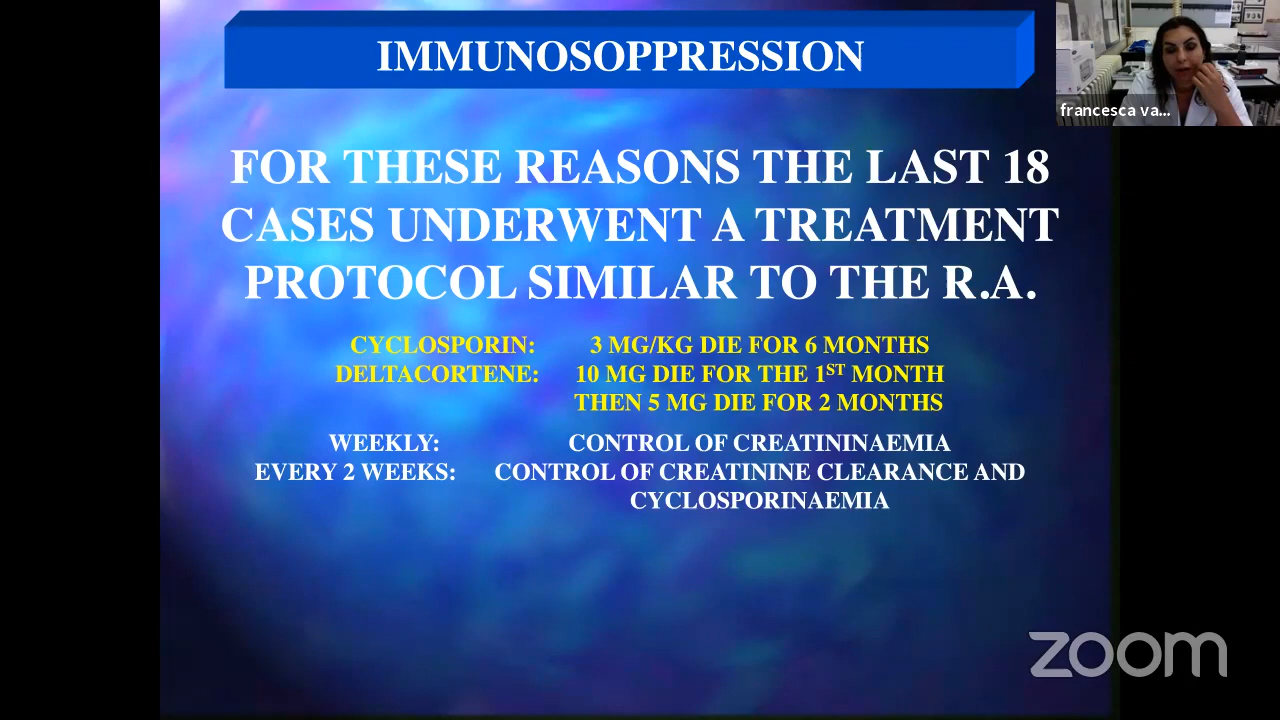 IMMUNOSOPPRESSION
francesca va...
FOR THESE REASONS THE LAST 18
CASES UNDERWENT A TREATMENT
PROTOCOL SIMILAR TO THE R.A.
CYCLOSPORIN: 3 MG/KG DIE FOR 6 MONTHS
DELTACORTENE: 10 MG DIE FOR THE 1ST MONTH
THEN 5 MG DIE FOR 2 MONTHS
WEEKLY: CONTROL OF CREATININAEMIA
EVERY 2 WEEKS: CONTROL OF CREATININE CLEARANCE AND
CYCLOSPORINAEMIA
zoom